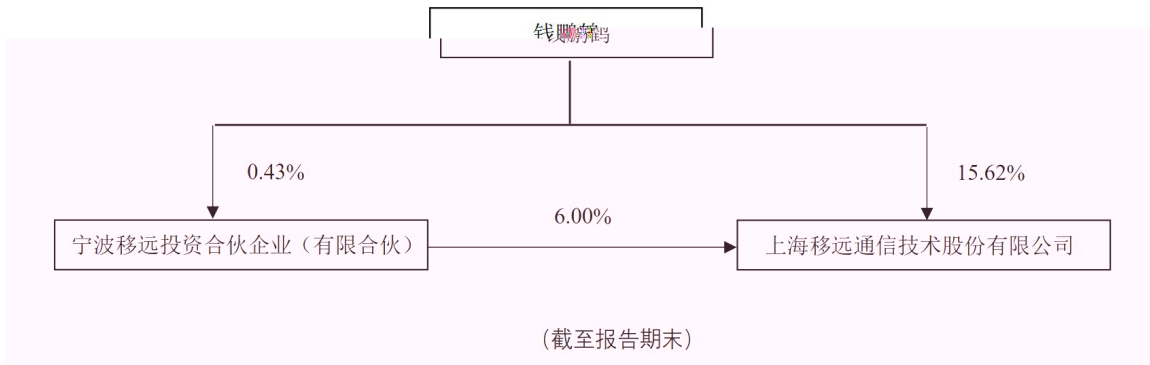 钱鹏鹤
0.43%
15.62%
6.00%
宁波移远投资合伙企业（有限合伙）
上海移远通信技术股份有限公司
（截至报告期末）